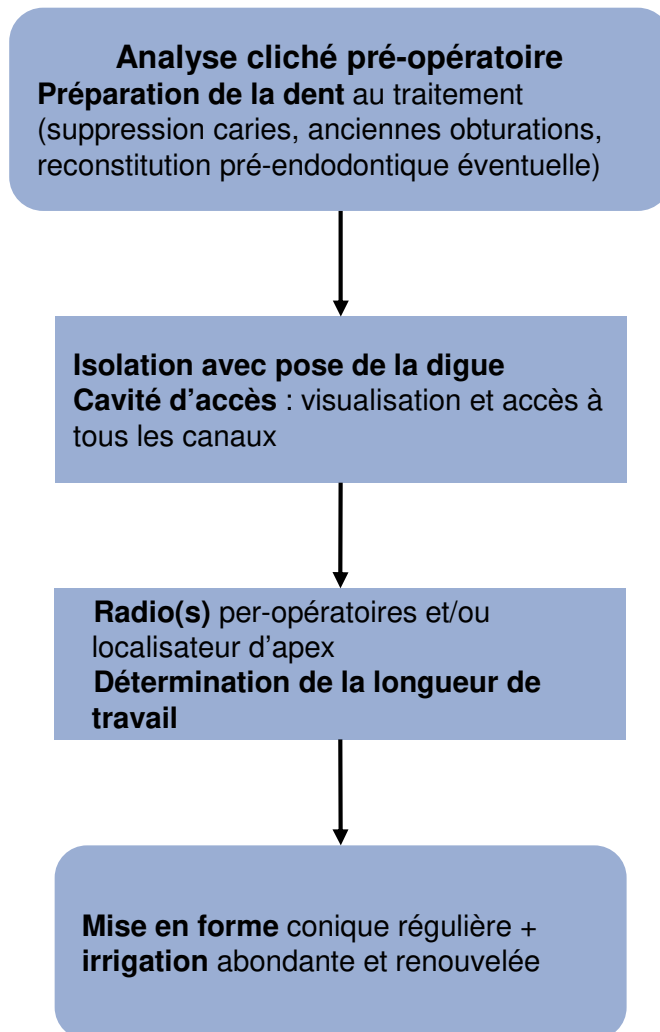 Analyse cliché pré-opératoire
Préparation de la dent au traitement
(suppression caries, anciennes obturations,
reconstitution pré-endodontique éventuelle)
Isolation avec pose de la digue
Cavité d’accès : visualisation et accès à
tous les canaux
Radio(s) per-opératoires et/ou
localisateur d’apex
Détermination de la longueur de
travail
Mise en forme conique régulière +
irrigation abondante et renouvelée